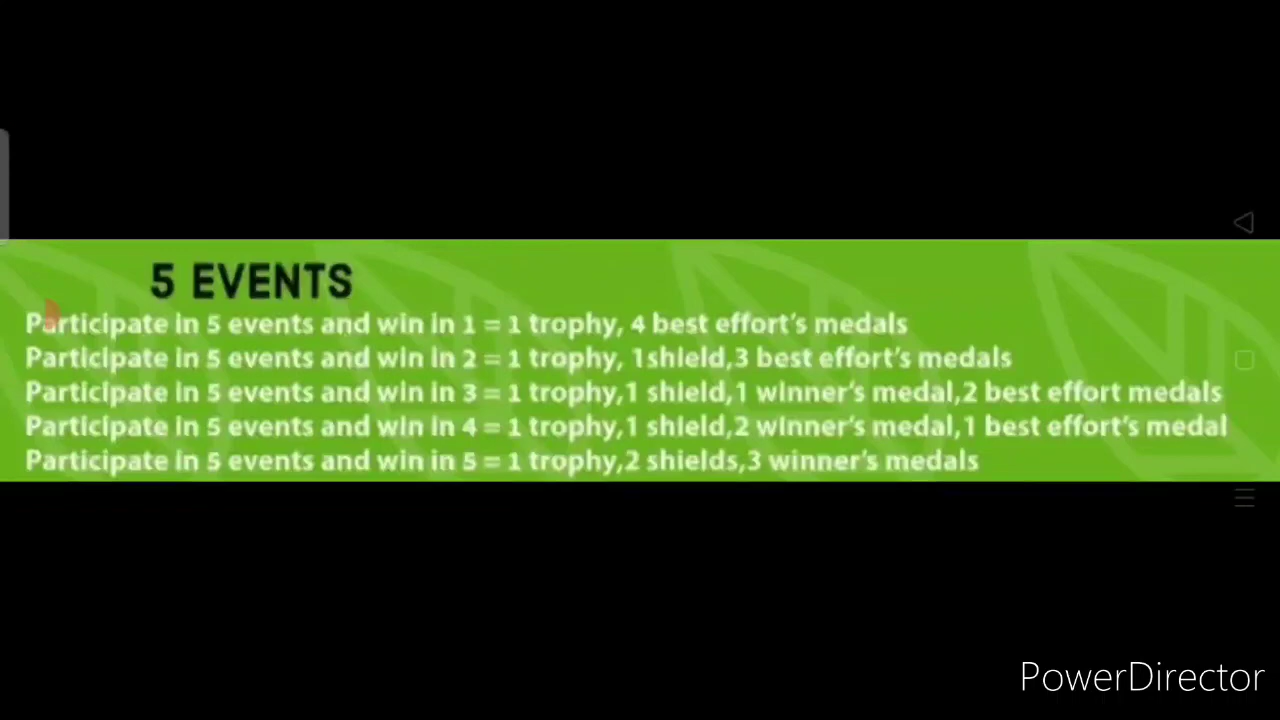 5 EVENTS
Participate in 5 events and win in 1 = 1 trophy, 4 best effort's medals
Participate in 5 events and win in 2 = 1 trophy, 1shield,3 best effort's medals
Participate in 5 events and win in 3 = 1 trophy,1 shield,1 winner's medal,2 best effort medals
Participate in 5 events and win in 4 = 1 trophy,1 shield,2 winner's medal,1 best effort's medal
Participate in 5 events and win in 5 = 1 trophy,2 shields,3 winner's medals
PowerDirector